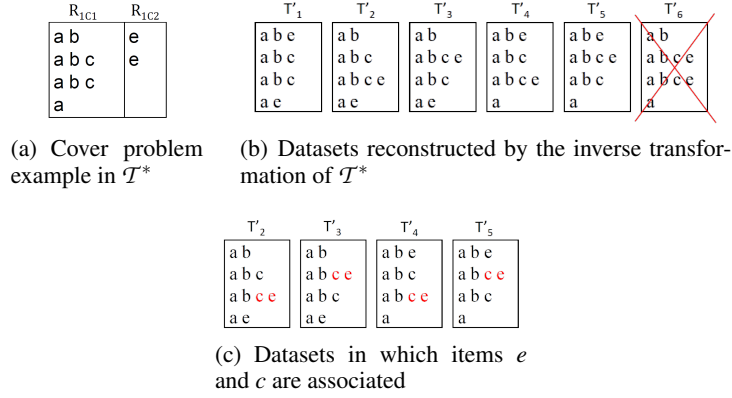 R1C1 R1C2
a b e
a b c e
a b c
a
T'1 T'2 T'3 T'4 T'5 T'6
a b e a b a b a b e a b e a b
a b c a b c a b c e a b c a b c e a b c e
a b c a b c e a b c a b c e a b c a b c e
a e a e a e a a a
(a) Cover problem
example in T*
(b) Datasets reconstructed by the inverse transfor-
mation of T*
T'2 T'3 T'4 T'5
a b a b a b e a b e
a b c a b c e a b c a b c e
a b c e a b c a b c e a b c
a e a e a a
(c) Datasets in which items e
and c are associated